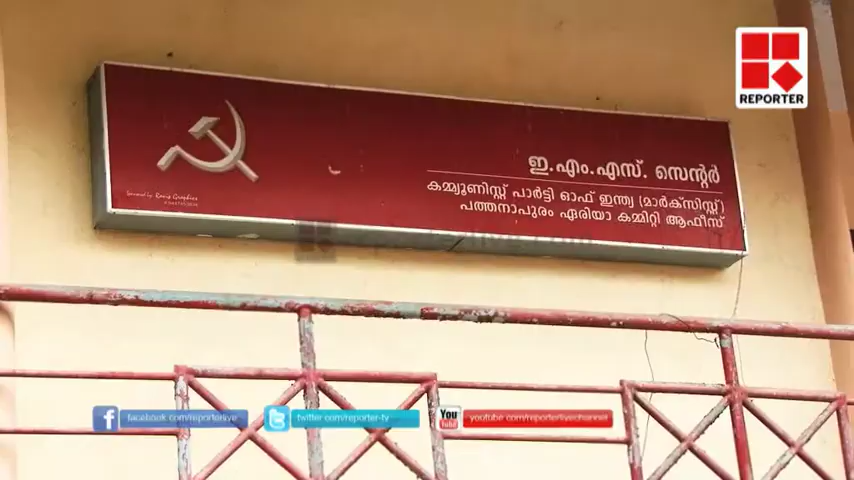 REPORTER
ഇ.എം.എസ്. സെന്റർ
കമ്മ്യൂണിസ്റ്റ് പാർട്ടി ഓഫ് ഇന്ത്യ (മാർക്സിസ്റ്റ്)
പത്തനാപുരം ഏരിയാ കമ്മിറ്റി ആഫീസ്
facebook.com/reporterlive
twitter.com/reporter-tv
You Tube
youtube.com/reporterlivechannel